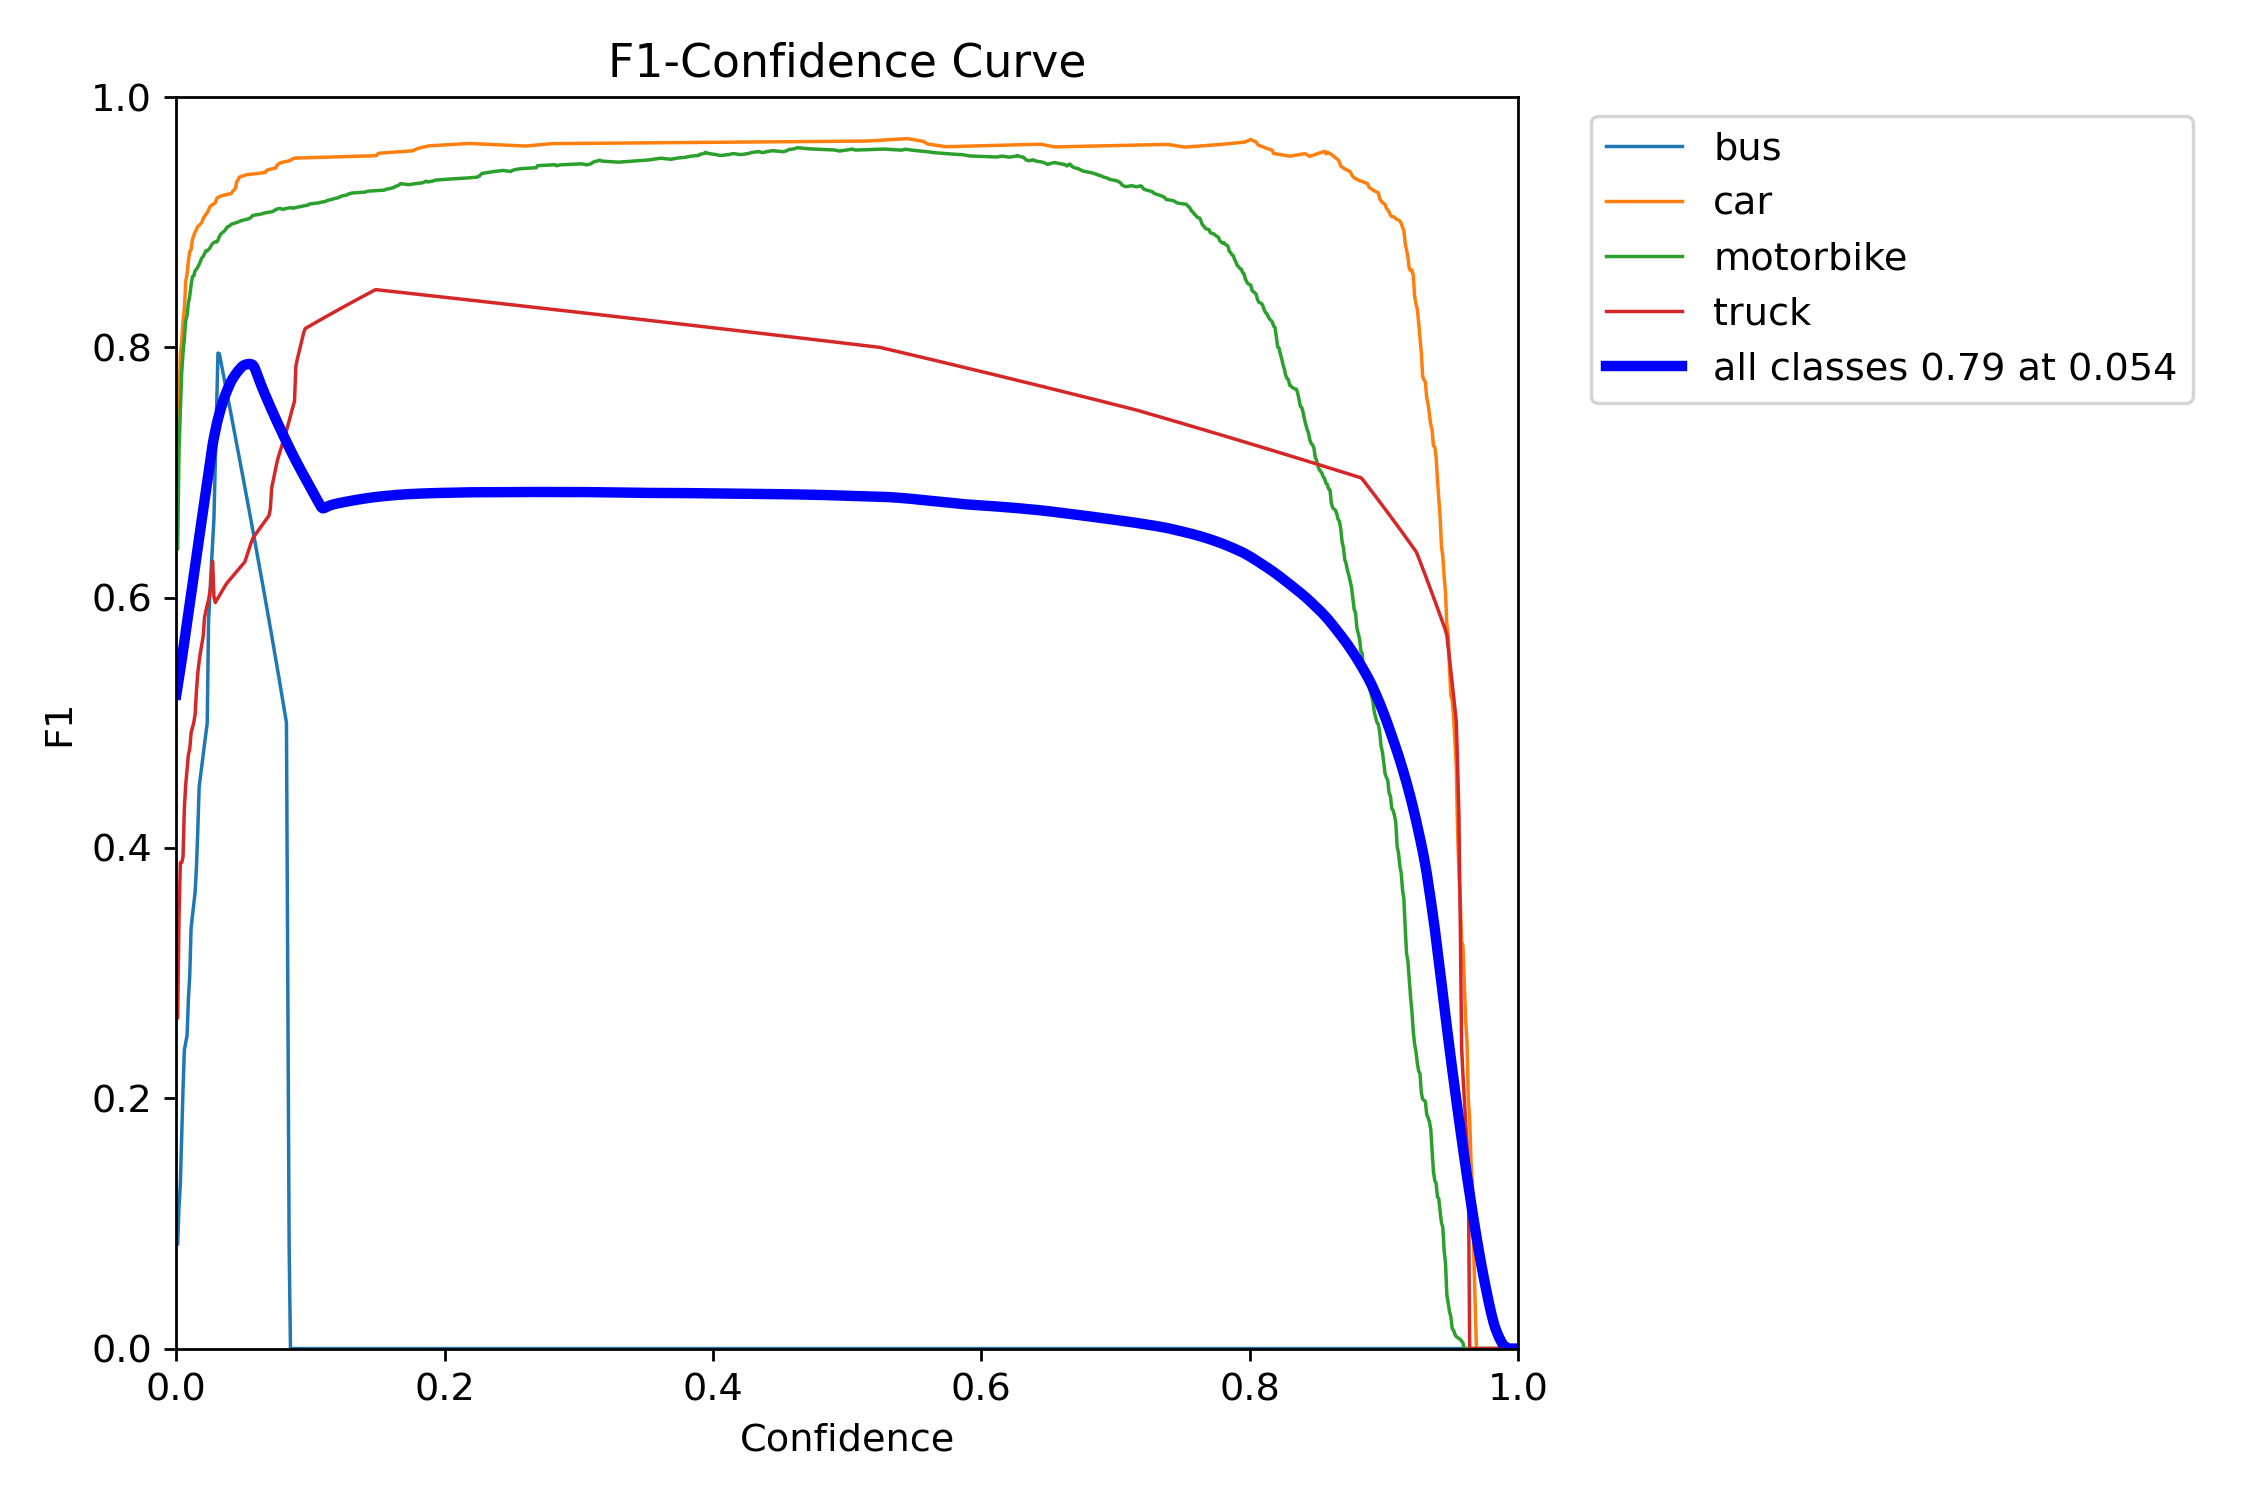 F1-Confidence Curve
1.0
0.8
0.6
0.4
0.2
0.0
F1
0.0 0.2 0.4 0.6 0.8 1.0
Confidence
bus
car
motorbike
truck
all classes 0.79 at 0.054